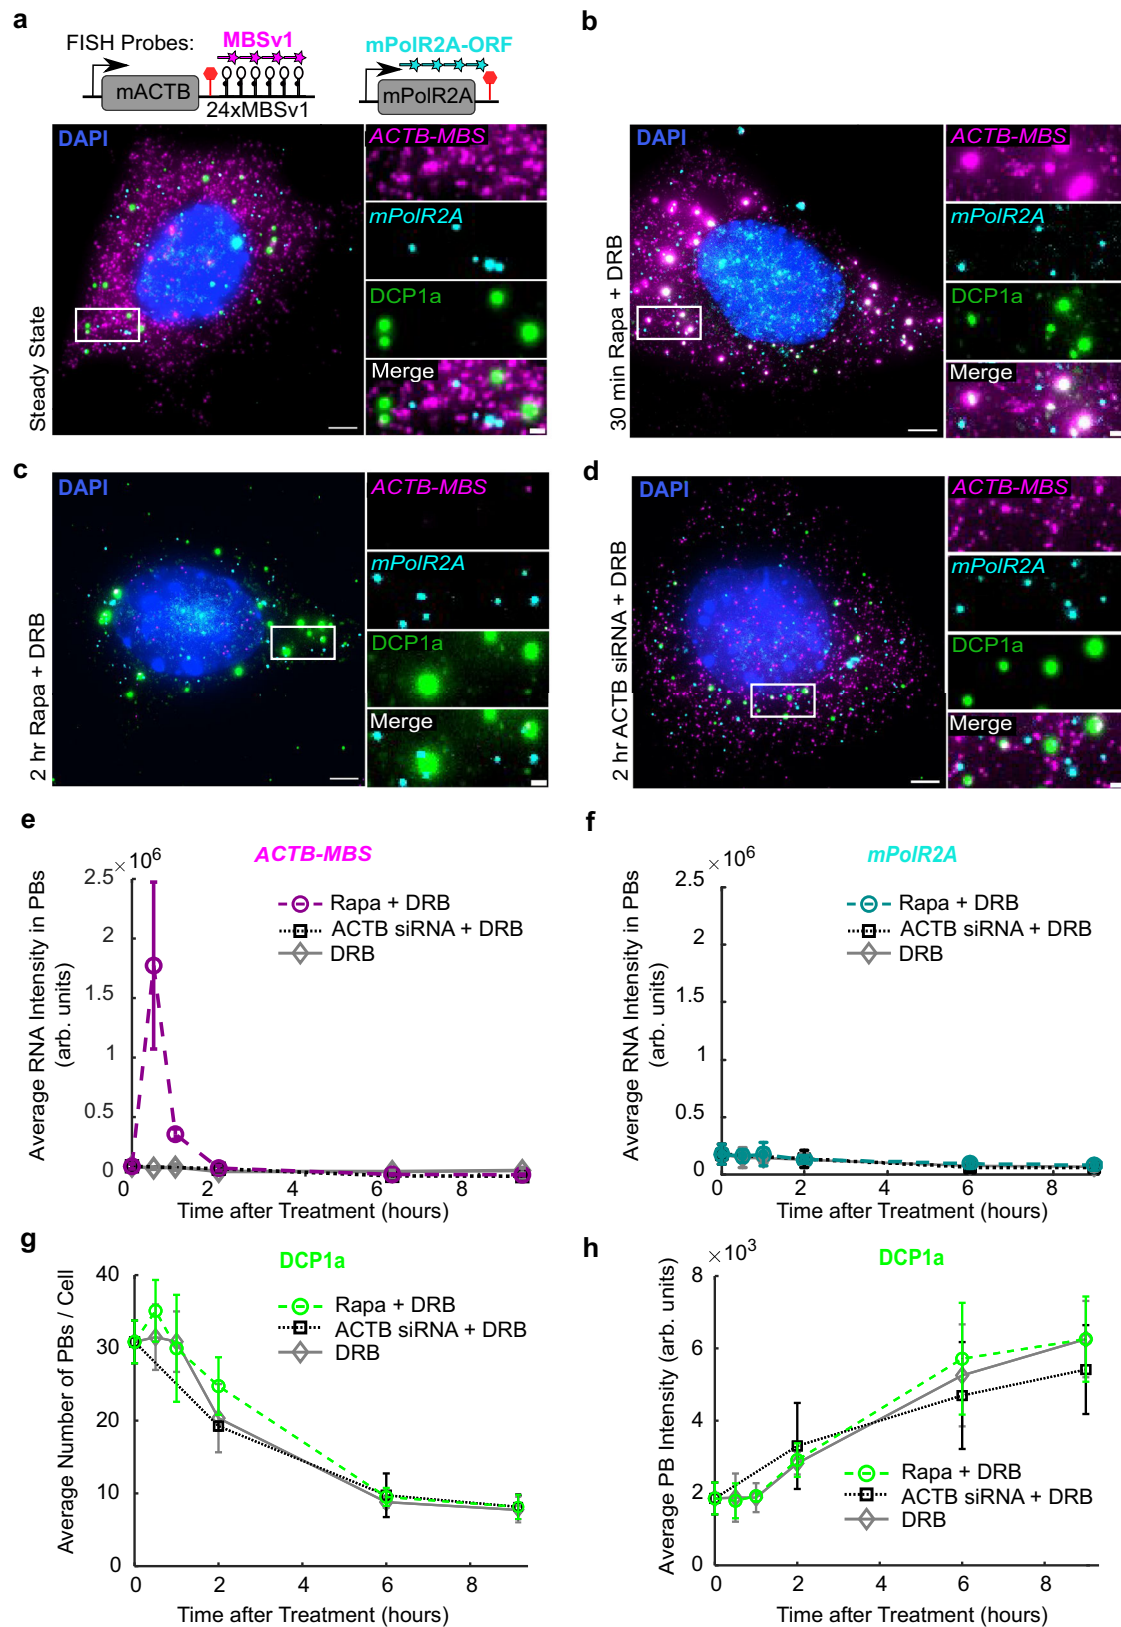 a
FISH Probes:
MBSv1
mACTB
24xMBSv1
mPolR2A-ORF
mPolR2A
Steady State
DAPI
ACTB-MBS
mPolR2A
DCP1a
Merge
b
30 min Rapa + DRB
DAPI
ACTB-MBS
mPolR2A
DCP1a
Merge
c
2 hr Rapa + DRB
DAPI
ACTB-MBS
mPolR2A
DCP1a
Merge
d
2 hr ACTB siRNA + DRB
DAPI
ACTB-MBS
mPolR2A
DCP1a
Merge
e
ACTB-MBS
×10⁶
2.5
2
1.5
1
0.5
0
Average RNA Intensity in PBs
(arb. units)
Rapa + DRB
ACTB siRNA + DRB
DRB
0 2 4 6 8
Time after Treatment (hours)
f
mPolR2A
×10⁶
2.5
2
1.5
1
0.5
0
Average RNA Intensity in PBs
(arb. units)
Rapa + DRB
ACTB siRNA + DRB
DRB
0 2 4 6 8
Time after Treatment (hours)
g
DCP1a
40
30
20
10
0
Average Number of PBs / Cell
Rapa + DRB
ACTB siRNA + DRB
DRB
0 2 4 6 8
Time after Treatment (hours)
h
DCP1a
×10³
8
6
4
2
0
Average PB Intensity (arb. units)
Rapa + DRB
ACTB siRNA + DRB
DRB
0 2 4 6 8
Time after Treatment (hours)